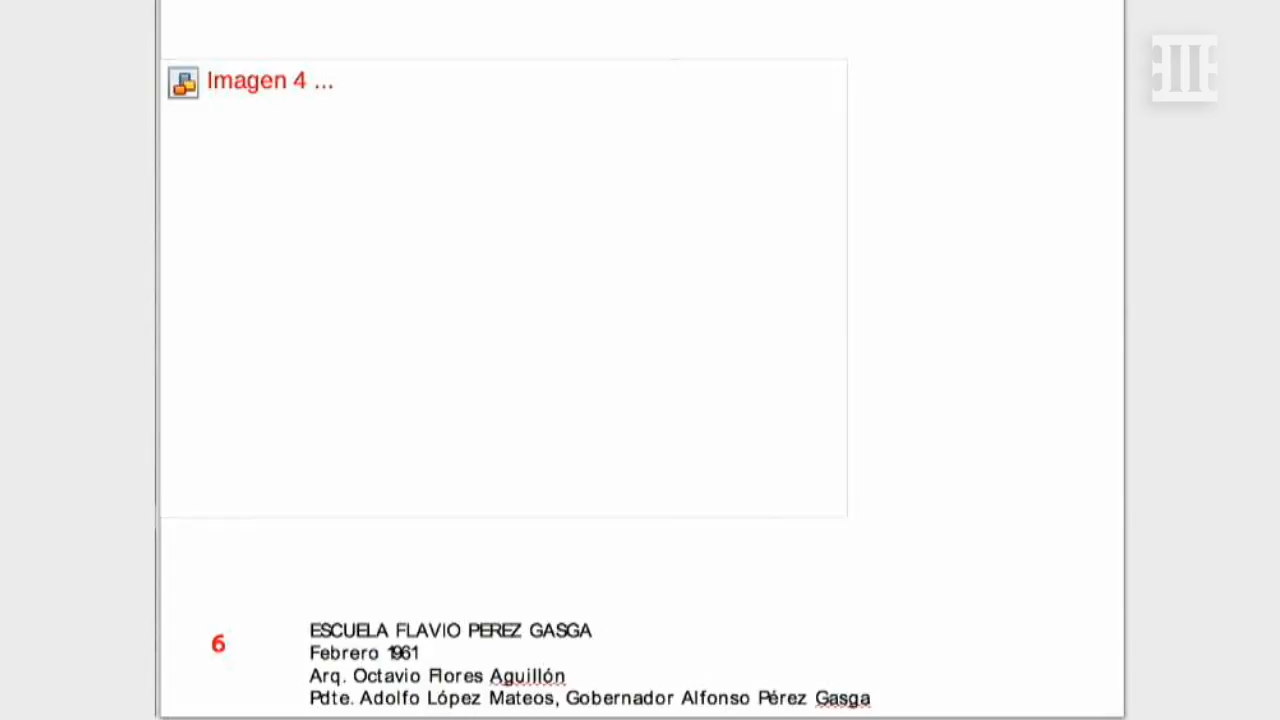 Imagen 4 ...
6
ESCUELA FLAVIO PEREZ GASGA
Febrero 1961
Arq. Octavio Flores Aguillón
Pdte. Adolfo López Mateos, Gobernador Alfonso Pérez Gasga